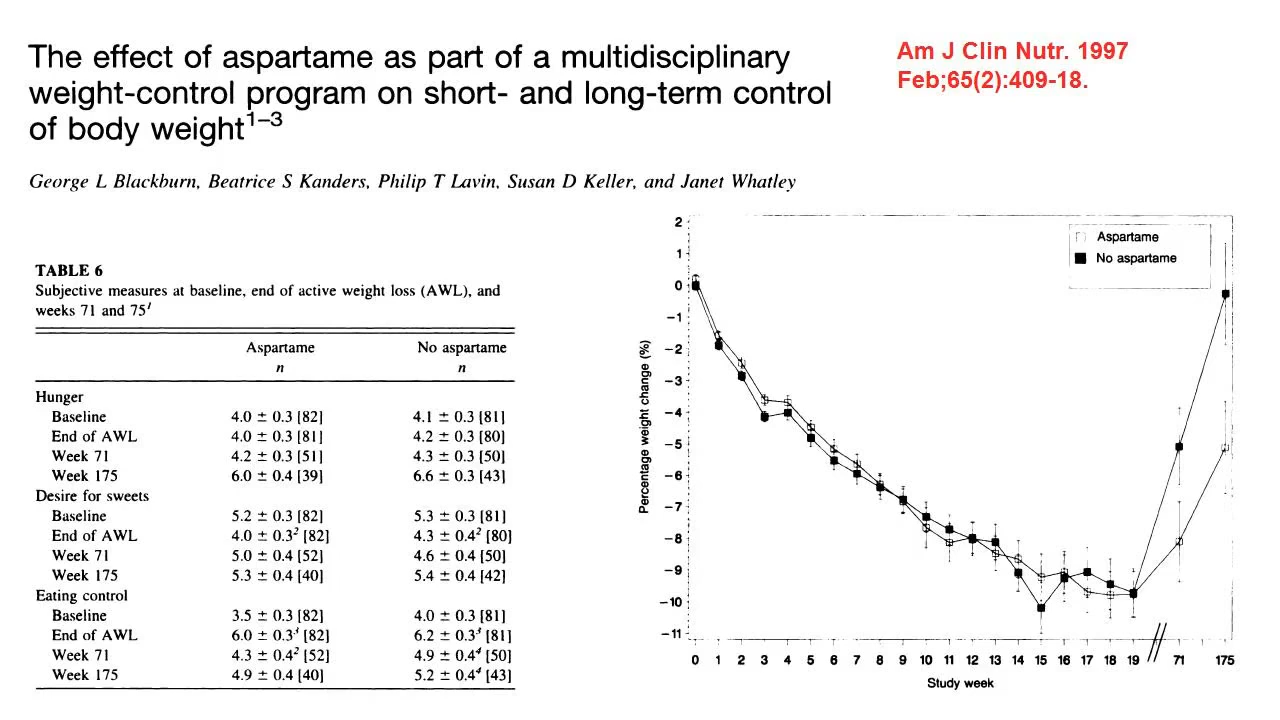 The effect of aspartame as part of a multidisciplinary
weight-control program on short- and long-term control
of body weight1–3
Am J Clin Nutr. 1997
Feb;65(2):409-18.
George L Blackburn, Beatrice S Kanders, Philip T Lavin, Susan D Keller, and Janet Whatley
TABLE 6
Subjective measures at baseline, end of active weight loss (AWL), and
weeks 71 and 751
Aspartame No aspartame
n n
Hunger
Baseline 4.0 ± 0.3 [82] 4.1 ± 0.3 [81]
End of AWL 4.0 ± 0.3 [81] 4.2 ± 0.3 [80]
Week 71 4.2 ± 0.3 [51] 4.3 ± 0.3 [50]
Week 175 6.0 ± 0.4 [39] 6.6 ± 0.3 [43]
Desire for sweets
Baseline 5.2 ± 0.3 [82] 5.3 ± 0.3 [81]
End of AWL 4.0 ± 0.32 [82] 4.3 ± 0.42 [80]
Week 71 5.0 ± 0.4 [52] 4.6 ± 0.4 [50]
Week 175 5.3 ± 0.4 [40] 5.4 ± 0.4 [42]
Eating control
Baseline 3.5 ± 0.3 [82] 4.0 ± 0.3 [81]
End of AWL 6.0 ± 0.33 [82] 6.2 ± 0.33 [81]
Week 71 4.3 ± 0.42 [52] 4.9 ± 0.44 [50]
Week 175 4.9 ± 0.4 [40] 5.2 ± 0.44 [43]
Aspartame
No aspartame
Percentage weight change (%)
2
1
0
−1
−2
−3
−4
−5
−6
−7
−8
−9
−10
−11
0 1 2 3 4 5 6 7 8 9 10 11 12 13 14 15 16 17 18 19 // 71 175
Study week